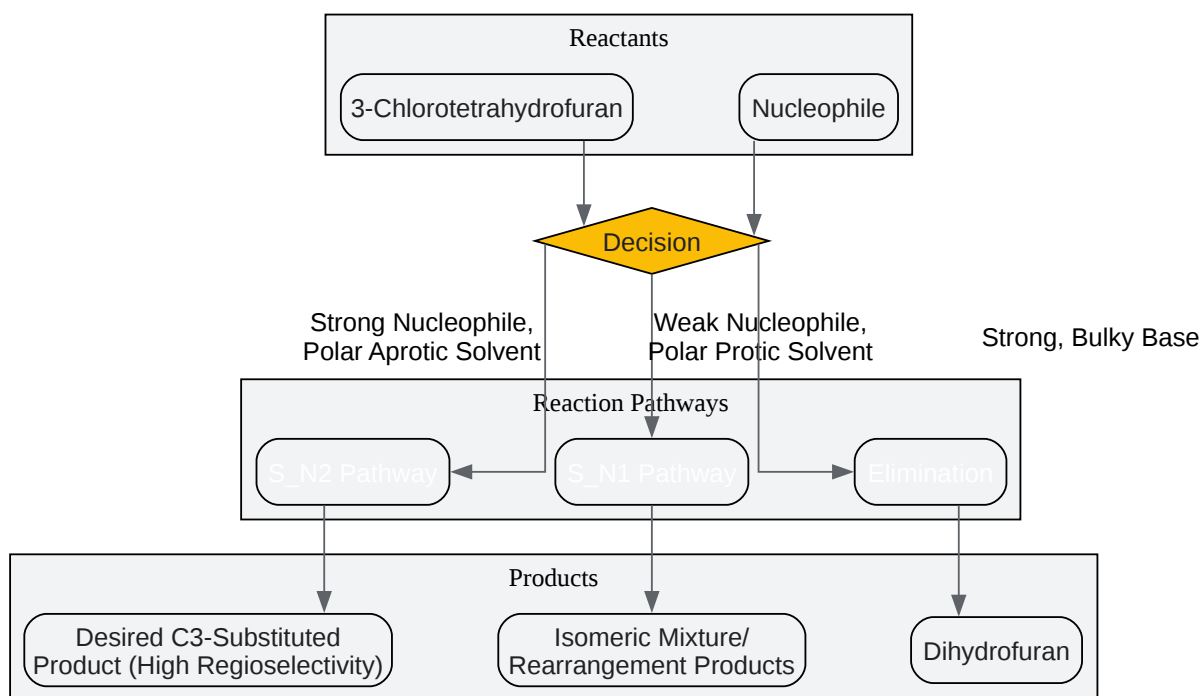 Reactants
3-Chlorotetrahydrofuran
Nucleophile
Decision
Strong Nucleophile,
Polar Aprotic Solvent
Weak Nucleophile,
Polar Protic Solvent
Strong, Bulky Base
Reaction Pathways
S_N2 Pathway
S_N1 Pathway
Elimination
Products
Desired C3-Substituted
Product (High Regioselectivity)
Isomeric Mixture/
Rearrangement Products
Dihydrofuran